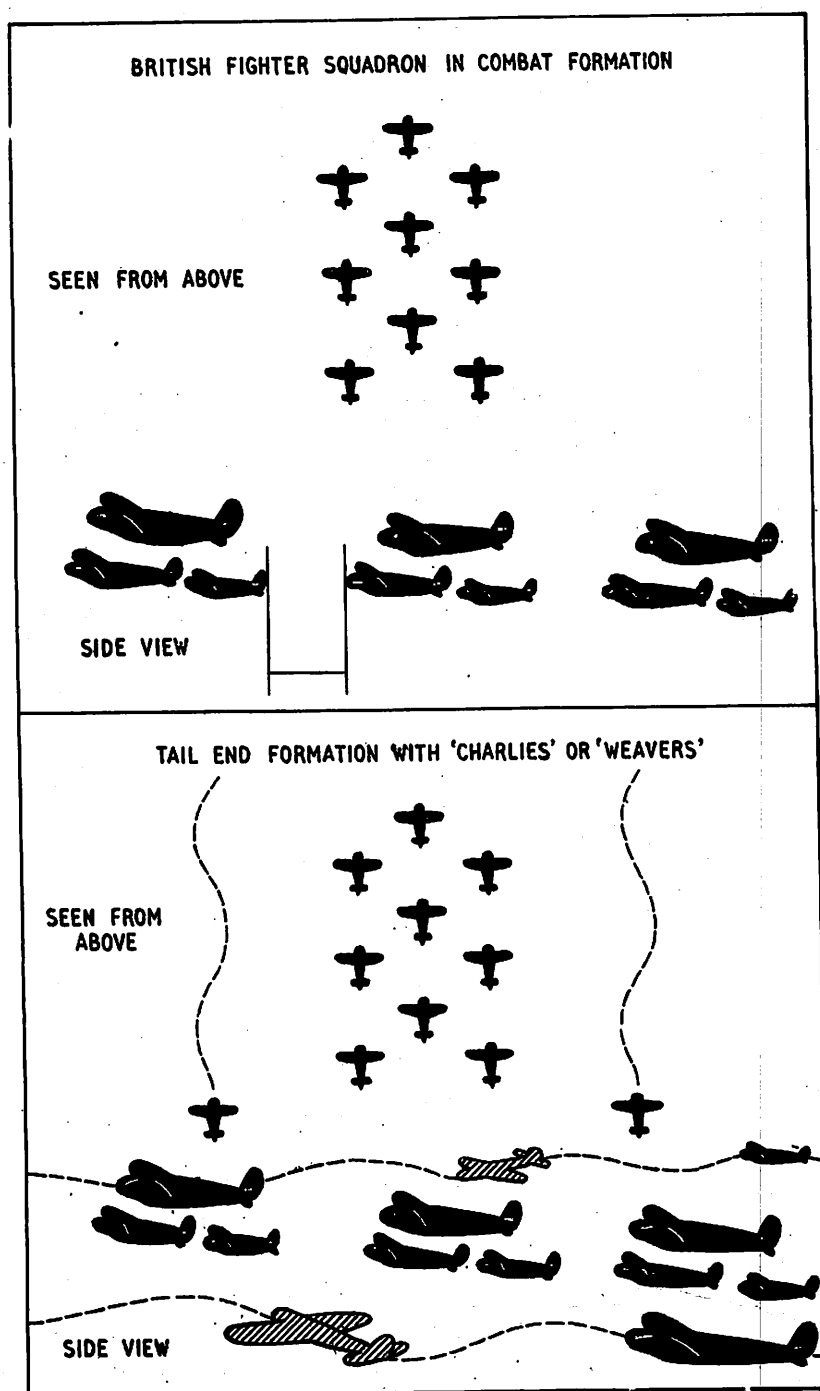 BRITISH FIGHTER SQUADRON IN COMBAT FORMATION
SEEN FROM ABOVE
SIDE VIEW
TAIL END FORMATION WITH 'CHARLIES' OR 'WEAVERS'
SEEN FROM
ABOVE
SIDE VIEW